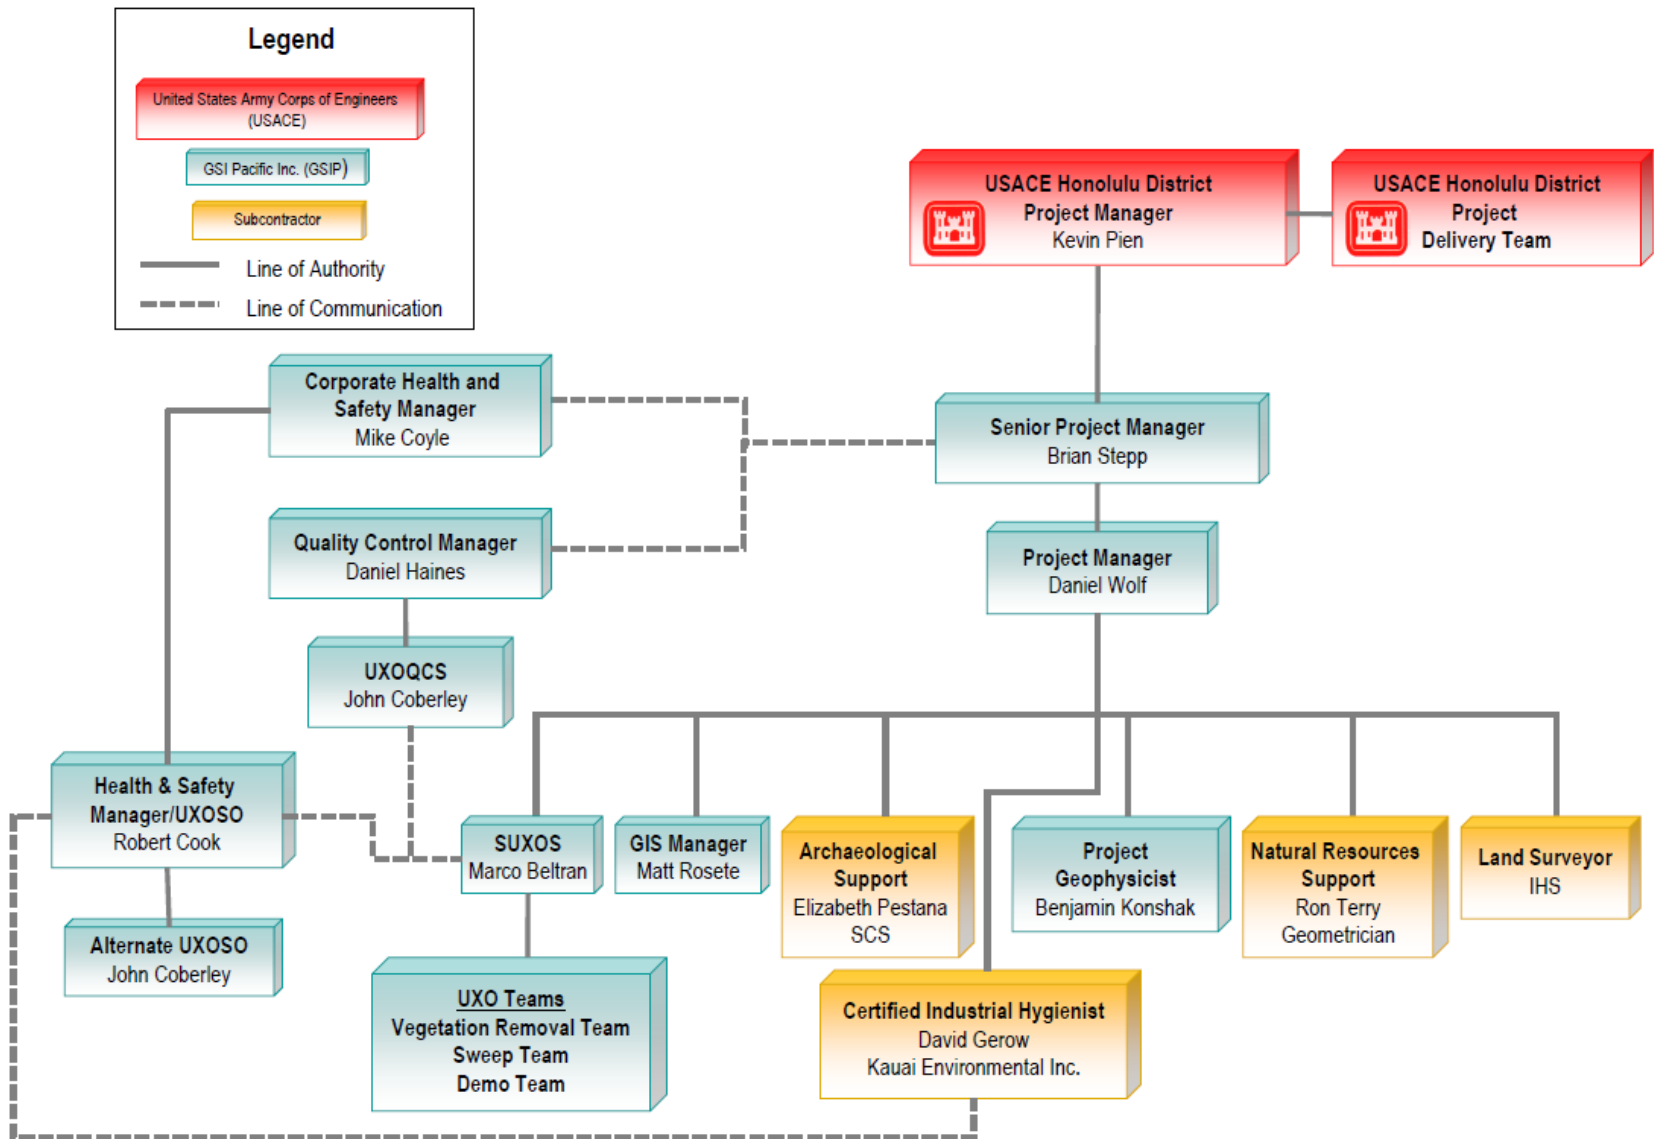 Legend
United States Army Corps of Engineers
(USACE)
GSI Pacific Inc. (GSIP)
Subcontractor
Line of Authority
Line of Communication
USACE Honolulu District
Project Manager
Kevin Pien
USACE Honolulu District
Project
Delivery Team
Corporate Health and
Safety Manager
Mike Coyle
Senior Project Manager
Brian Stepp
Quality Control Manager
Daniel Haines
Project Manager
Daniel Wolf
UXOQCS
John Coberley
Health & Safety
Manager/UXOSO
Robert Cook
SUXOS
Marco Beltran
GIS Manager
Matt Rosete
Archaeological
Support
Elizabeth Pestana
SCS
Project
Geophysicist
Benjamin Konshak
Natural Resources
Support
Ron Terry
Geometrician
Land Surveyor
IHS
Alternate UXOSO
John Coberley
UXO Teams
Vegetation Removal Team
Sweep Team
Demo Team
Certified Industrial Hygienist
David Gerow
Kauai Environmental Inc.